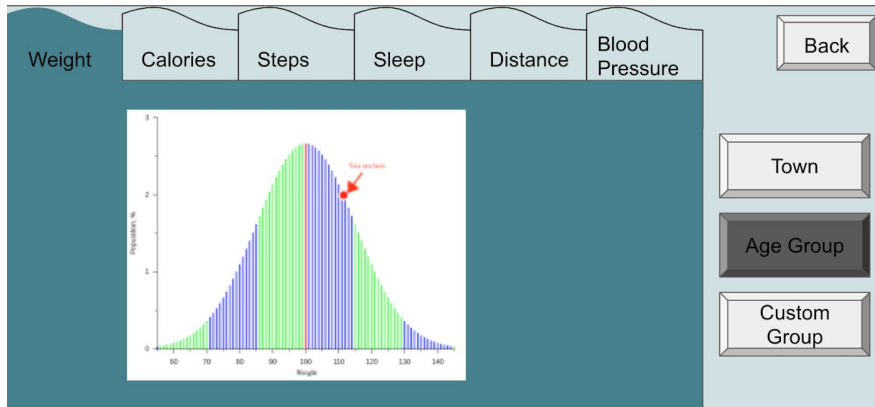 Weight
Calories
Steps
Sleep
Distance
Blood
Pressure
Back
Town
Age Group
Custom
Group
3
2
1
0
Population, %
You are here
60 70 80 90 100 110 120 130 140
Weight